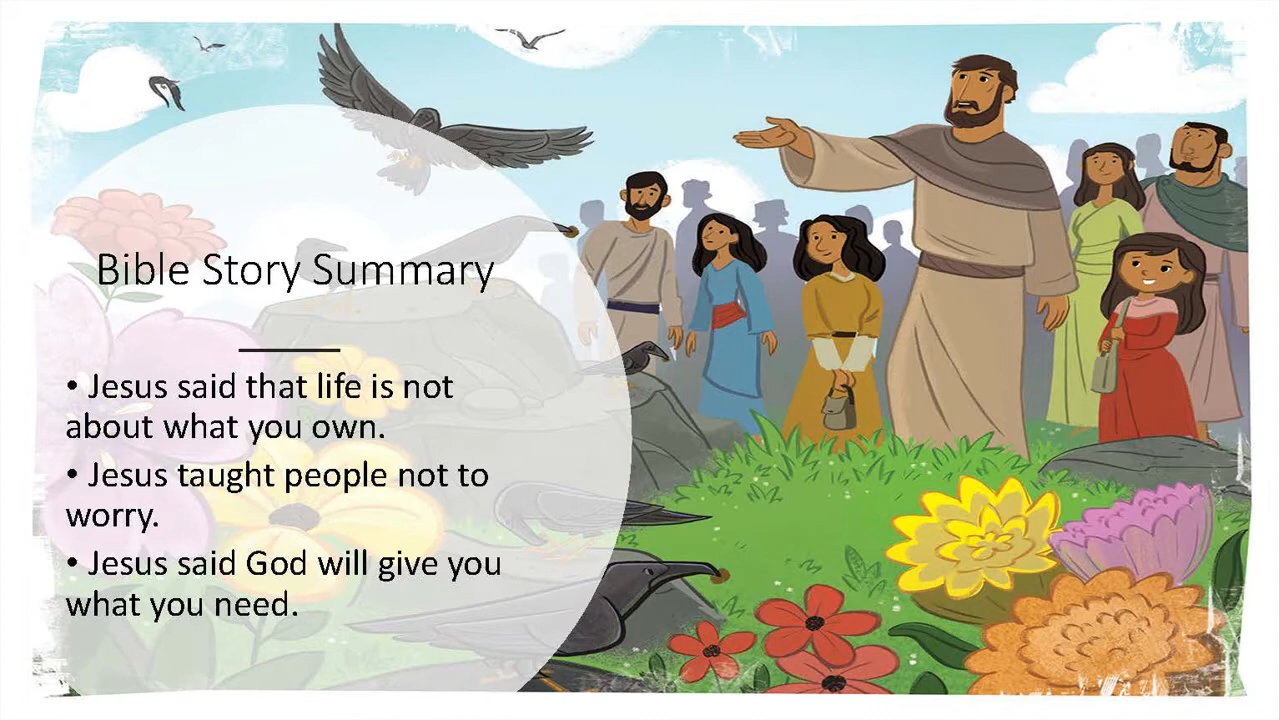 Bible Story Summary
• Jesus said that life is not
about what you own.
• Jesus taught people not to
worry.
• Jesus said God will give you
what you need.